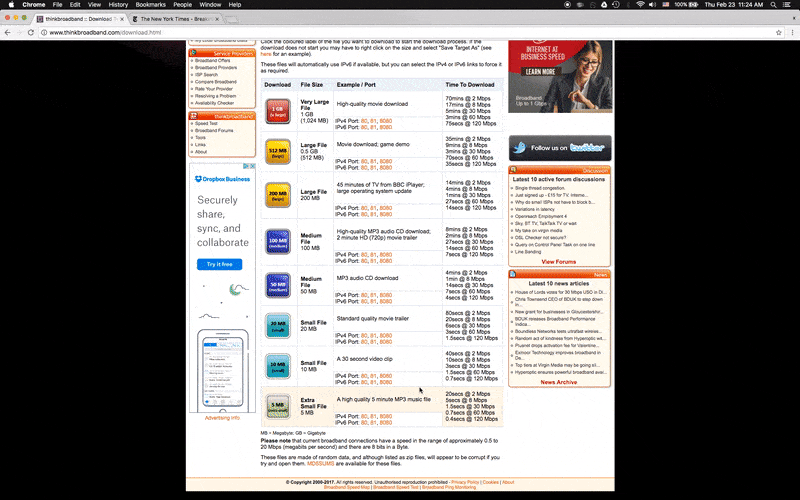 Chrome File Edit View History Bookmarks People Window Help
100% Thu Feb 23 11:24 AM
thinkbroadband :: Download T
The New York Times - Breaki
www.thinkbroadband.com/download.html
Service Providers
Broadband Offers
Broadband Providers
ISP Search
Compare Broadband
Rate Your Provider
Resolving a Problem
Availability Checker
thinkbroadband
Speed Test
Broadband Forums
Tools
Links
About
Dropbox Business
Securely
share,
sync, and
collaborate
Try it free
Advertising info
Click the coloured label of the file you want to download to start the download process. If the
download does not start you may have to right click on the size and select "Save Target As" (see
here for an example).
These files will automatically use IPv6 if available, but you can select the IPv4 or IPv6 links to force it
as required.
Download File Size Example / Port Time To Download
1 GB
Very Large
File
1 GB
(1,024 MB)
High-quality movie download
IPv4 Port: 80, 81, 8080
IPv6 Port: 80, 81, 8080
70mins @ 2 Mbps
17mins @ 8 Mbps
5mins @ 30 Mbps
3mins @ 60 Mbps
75secs @ 120 Mbps
512 MB
Large File
0.5 GB
(512 MB)
Movie download; game demo
IPv4 Port: 80, 81, 8080
IPv6 Port: 80, 81, 8080
35mins @ 2 Mbps
9mins @ 8 Mbps
3mins @ 30 Mbps
70secs @ 60 Mbps
35secs @ 120 Mbps
200 MB
Large File
200 MB
45 minutes of TV from BBC iPlayer;
large operating system update
IPv4 Port: 80, 81, 8080
IPv6 Port: 80, 81, 8080
14mins @ 2 Mbps
4mins @ 8 Mbps
1min @ 30 Mbps
27secs @ 60 Mbps
14secs @ 120 Mbps
100 MB
(medium)
Medium
File
100 MB
High-quality MP3 audio CD download;
2 minute HD (720p) movie trailer
IPv4 Port: 80, 81, 8080
IPv6 Port: 80, 81, 8080
8mins @ 2 Mbps
2mins @ 8 Mbps
27secs @ 30 Mbps
14secs @ 60 Mbps
7secs @ 120 Mbps
50 MB
(medium)
Medium
File
50 MB
MP3 audio CD download
IPv4 Port: 80, 81, 8080
IPv6 Port: 80, 81, 8080
4mins @ 2 Mbps
1min @ 8 Mbps
14secs @ 30 Mbps
7secs @ 60 Mbps
4secs @ 120 Mbps
20 MB
(small)
Small File
20 MB
Standard quality movie trailer
IPv4 Port: 80, 81, 8080
IPv6 Port: 80, 81, 8080
80secs @ 2 Mbps
20secs @ 8 Mbps
6secs @ 30 Mbps
3secs @ 60 Mbps
1.5secs @ 120 Mbps
10 MB
(small)
Small File
10 MB
A 30 second video clip
IPv4 Port: 80, 81, 8080
IPv6 Port: 80, 81, 8080
40secs @ 2 Mbps
10secs @ 8 Mbps
3secs @ 30 Mbps
1.5secs @ 60 Mbps
0.7secs @ 120 Mbps
5 MB
Extra
Small File
5 MB
A high quality 5 minute MP3 music file
IPv4 Port: 80, 81, 8080
IPv6 Port: 80, 81, 8080
20secs @ 2 Mbps
5secs @ 8 Mbps
1.5secs @ 30 Mbps
0.7secs @ 60 Mbps
0.4secs @ 120 Mbps
MB = Megabyte; GB = Gigabyte
Please note that current broadband connections have a speed in the range of approximately 0.5 to
20 Mbps (megabits per second) and there are 8 bits in a Byte.
These files are made of random data, and although listed as zip files, will appear to be corrupt if you
try and open them. MD5SUMS are available for these files.
INTERNET AT
BUSINESS SPEED
LEARN MORE
Broadband
Up to 1 Gbps
Follow us on twitter
Discussion
Latest 10 active forum discussions
Single thread congestion.
Just signed up - £15 for TV, Interne...
Why do small ISPs not have to block b...
Variations in latency
Openreach Employment 4
Sky, BT TV, TalkTalk TV or wait
My take on virgin media
DSL Checker not secure?
Query on Control Panel Task on one line
Line Banding
View Forums
News
Latest 10 news articles
House of Lords votes for 30 Mbps USO in Di...
Chris Townsend CEO of BDUK to step down
in...
New grant for businesses in Gloucestershir...
BDUK releases Broadband Performance
Indica...
Boundless Networks tests ultrafast wireles...
Random act of kindness from Hyperoptic wit...
Plusnet drops activation fee for Valentine...
Exmoor Technology improves broadband in
De...
Top tiers at Virgin Media may be going sli...
Hyperoptic ensures powerful broadband avai...
News Archive
© Copyright 2000-2017. All rights reserved. Unauthorised reproduction prohibited - Privacy Policy | Cookies | About
Broadband Speed Map | Broadband Speed Test | Broadband Ping Monitoring